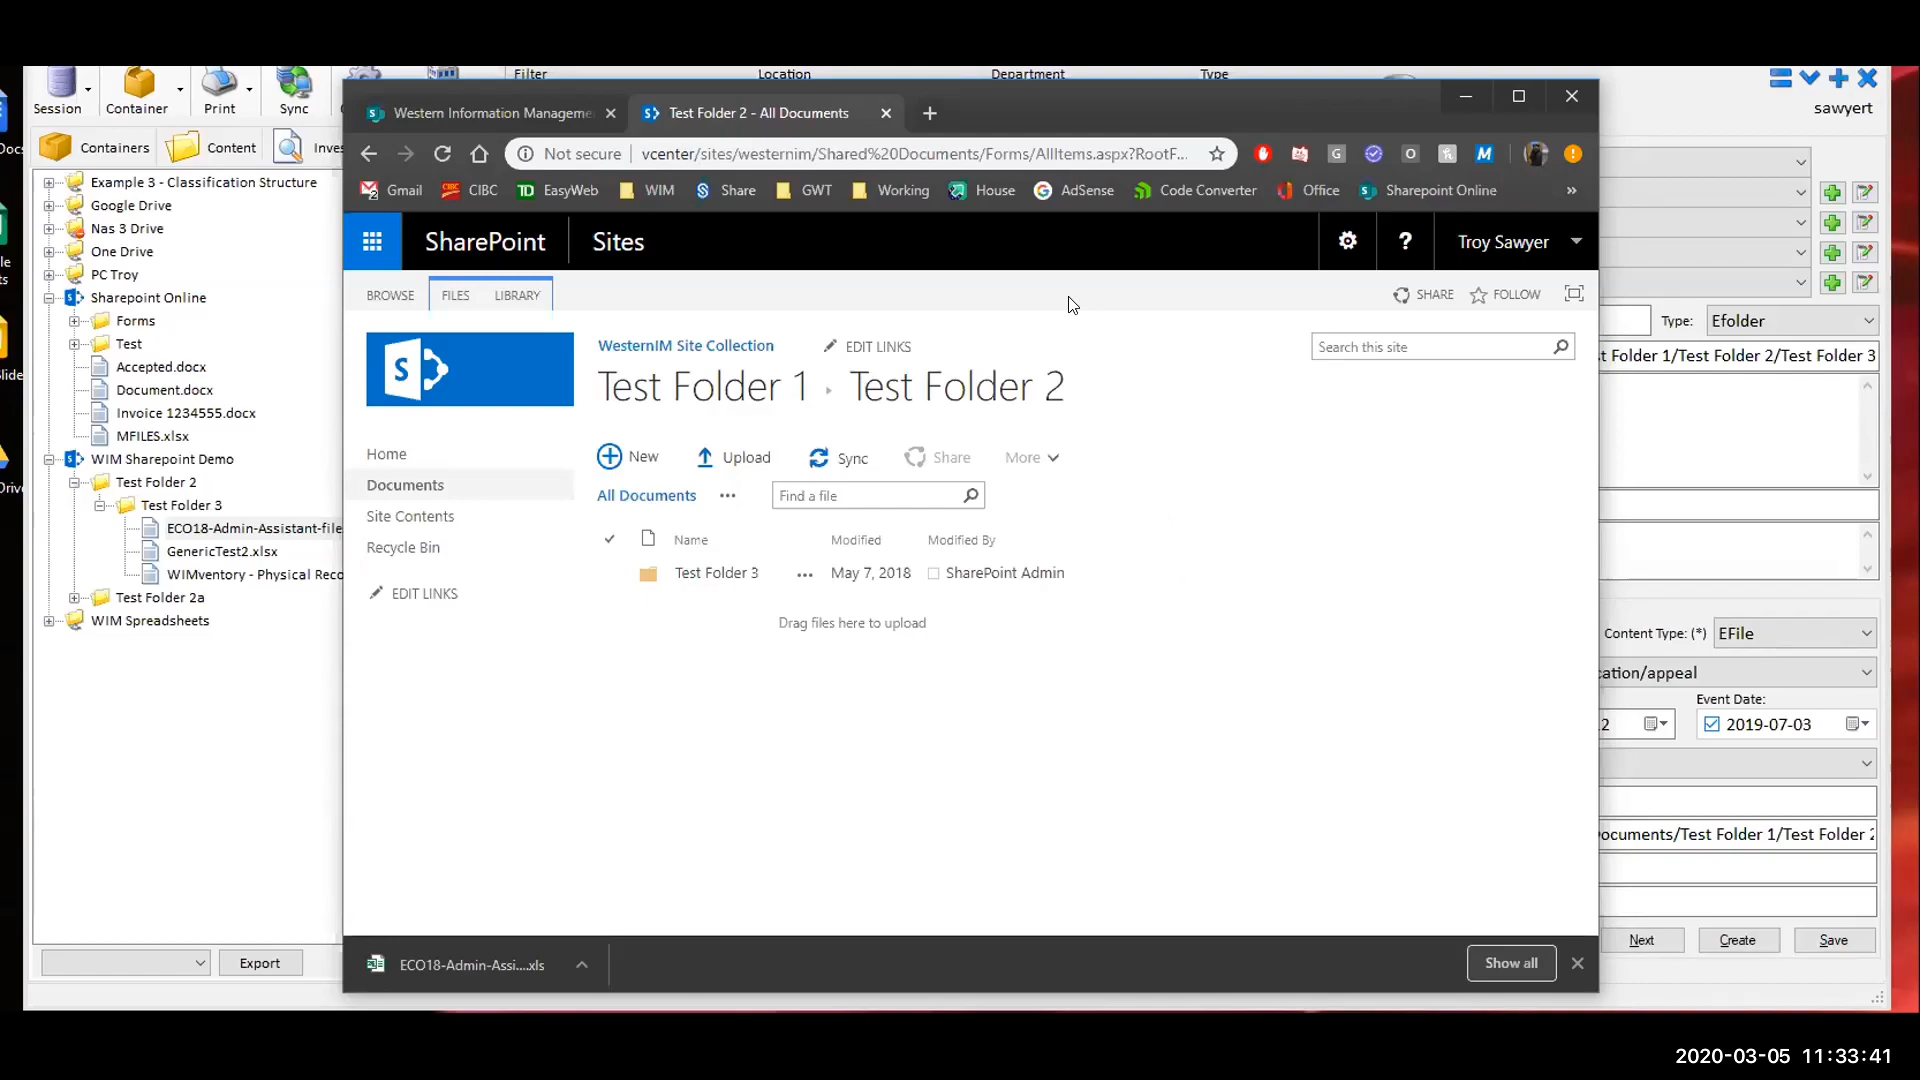 Filter Location Department Type
Session Container Print Sync
sawyert
Western Information Manageme
Test Folder 2 - All Documents
Containers Content Inves
Not secure vcenter/sites/westernim/Shared%20Documents/Forms/AllItems.aspx?RootF...
Gmail CIBC EasyWeb WIM Share GWT Working House AdSense Code Converter Office Sharepoint Online »
Example 3 - Classification Structure
Google Drive
Nas 3 Drive
One Drive
PC Troy
Sharepoint Online
Forms
Test
Accepted.docx
Document.docx
Invoice 1234555.docx
MFILES.xlsx
WIM Sharepoint Demo
Test Folder 2
Test Folder 3
ECO18-Admin-Assistant-file
GenericTest2.xlsx
WIMventory - Physical Reco
Test Folder 2a
WIM Spreadsheets
Export
SharePoint Sites ? Troy Sawyer
BROWSE FILES LIBRARY SHARE FOLLOW
WesternIM Site Collection EDIT LINKS
Search this site
Test Folder 1 ▸ Test Folder 2
Home
Documents
Site Contents
Recycle Bin
EDIT LINKS
New Upload Sync Share More
All Documents ... Find a file
Name Modified Modified By
Test Folder 3 ... May 7, 2018 SharePoint Admin
Drag files here to upload
ECO18-Admin-Assi....xls
Show all
Type: Efolder
t Folder 1/Test Folder 2/Test Folder 3
Content Type: (*) EFile
cation/appeal
Event Date:
2 2019-07-03
ocuments/Test Folder 1/Test Folder 2
Next Create Save
2020-03-05 11:33:41